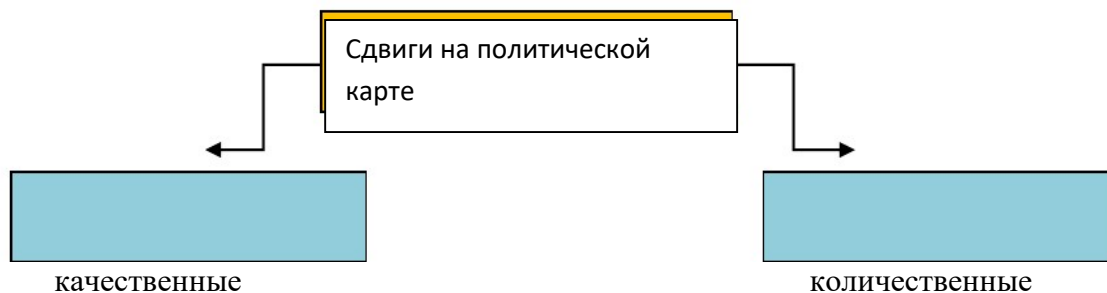 Сдвиги на политической
карте
качественные
количественные